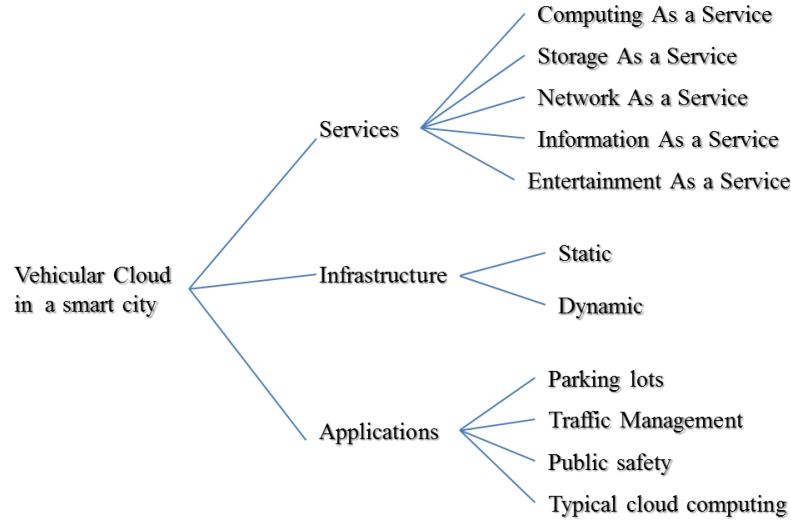 Computing As a Service
Storage As a Service
Network As a Service
Services
Information As a Service
Entertainment As a Service
Static
Vehicular Cloud
in a smart city
Infrastructure
Dynamic
Parking lots
Traffic Management
Applications
Public safety
Typical cloud computing